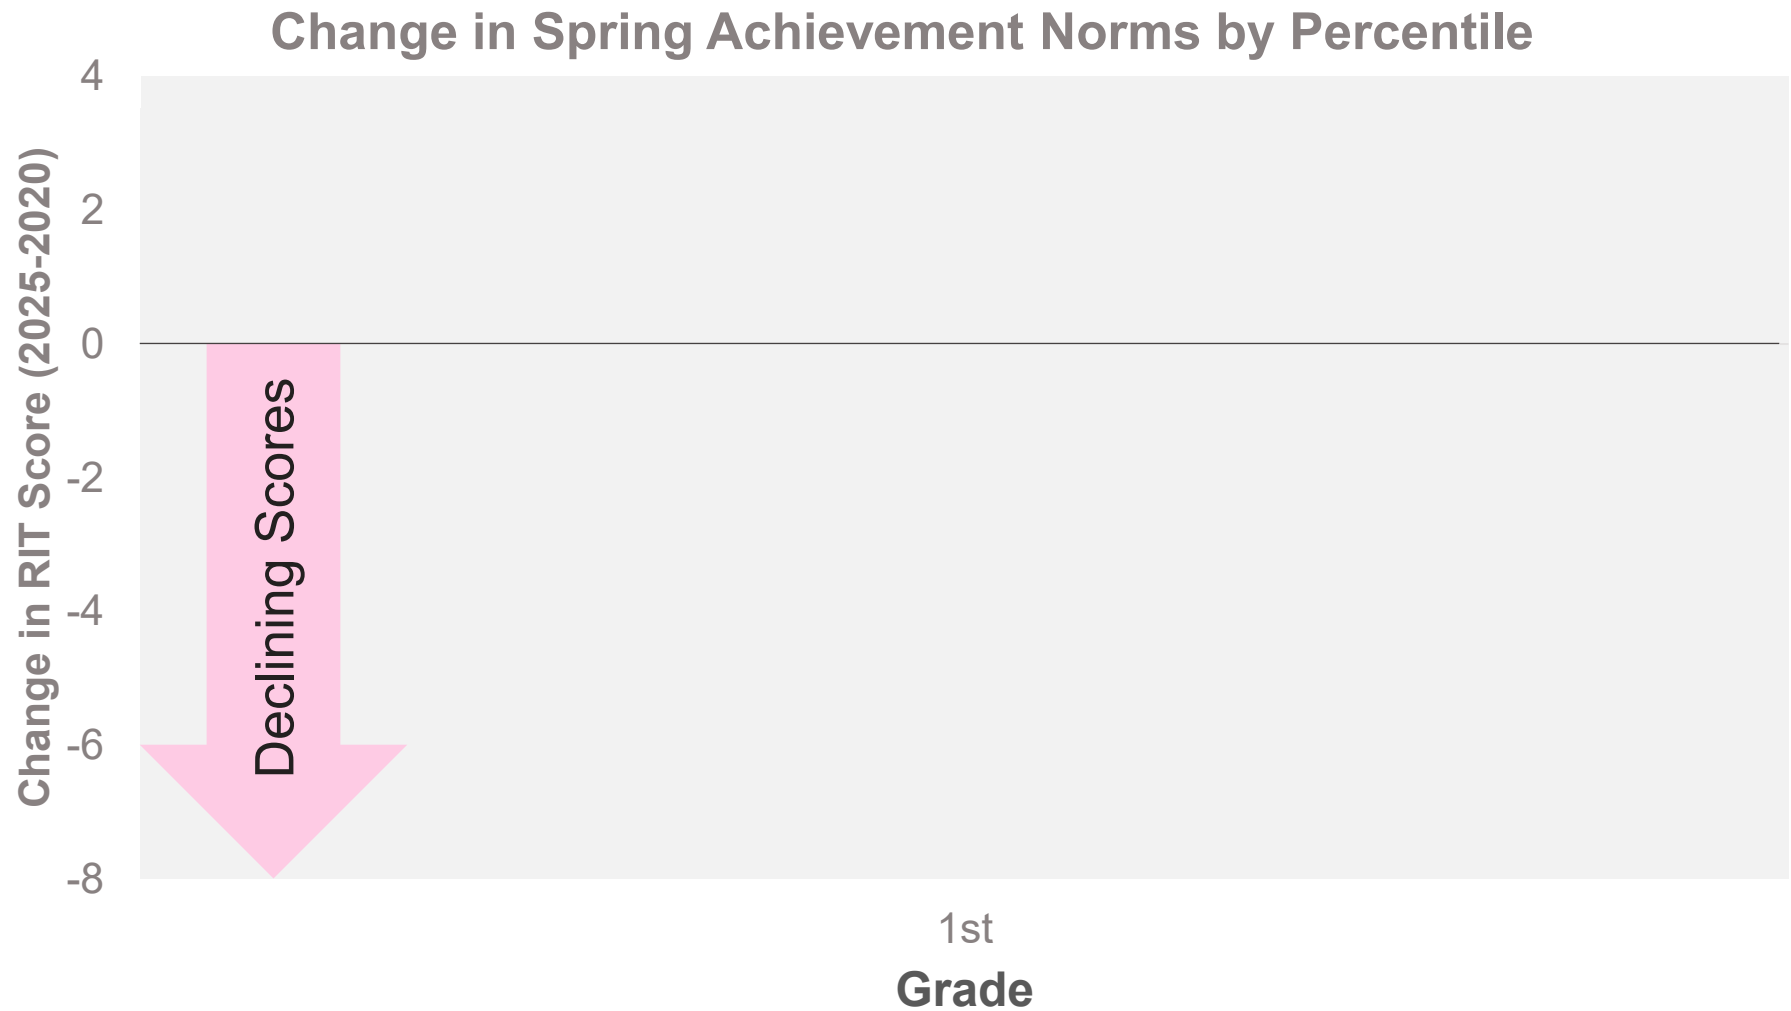 Change in Spring Achievement Norms by Percentile
Change in RIT Score (2025-2020)
4
2
0
-2
-4
-6
-8
Declining Scores
1st
Grade